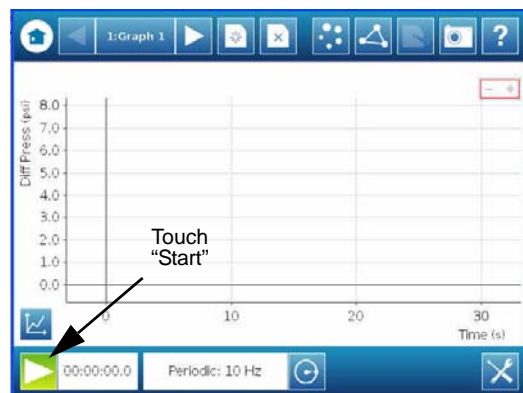 1:Graph 1
?
Diff Press (psi)
8.0
7.0
6.0
5.0
4.0
3.0
2.0
1.0
0.0
Touch
“Start”
0 10 20 30
Time (s)
00:00:00.0 Periodic: 10 Hz